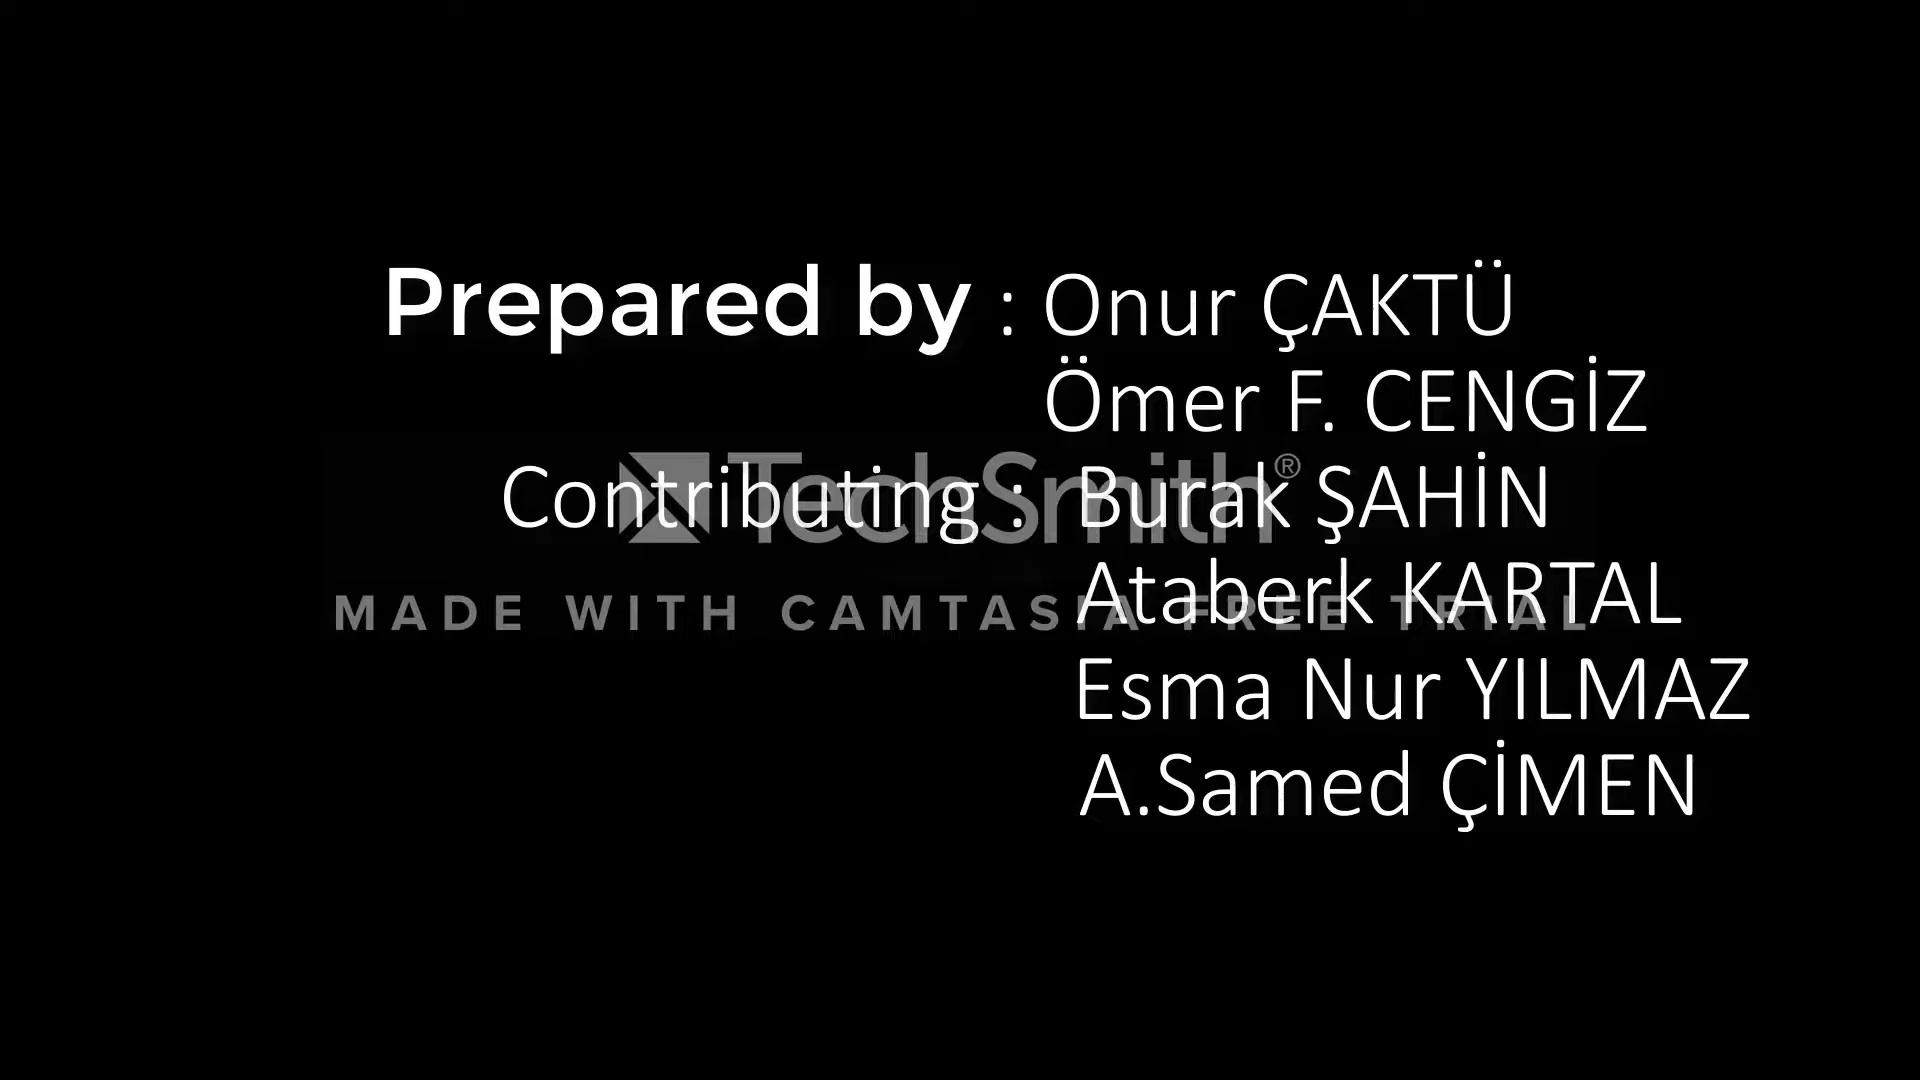 Prepared by : Onur ÇAKTÜ
Ömer F. CENGİZ
Contributing : Burak ŞAHİN
TechSmith®
Ataberk KARTAL
MADE WITH CAMTASIA FREE TRIAL
Esma Nur YILMAZ
A.Samed ÇİMEN